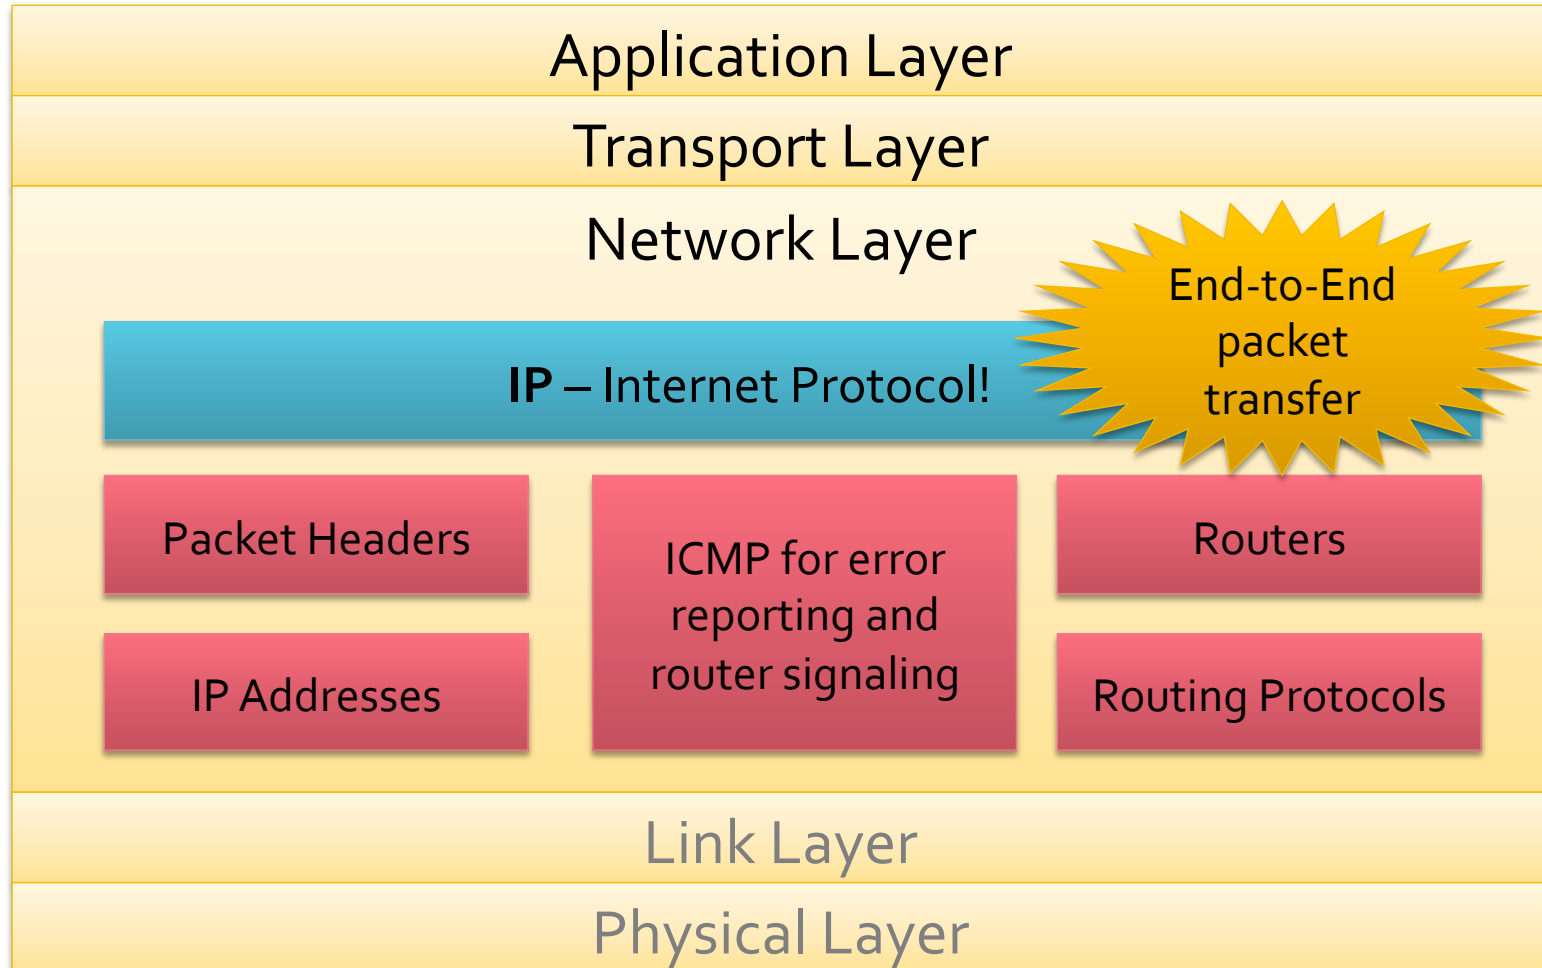 Application Layer
Transport Layer
Network Layer
End-to-End
packet
transfer
IP – Internet Protocol!
Packet Headers
ICMP for error
reporting and
router signaling
Routers
IP Addresses
Routing Protocols
Link Layer
Physical Layer